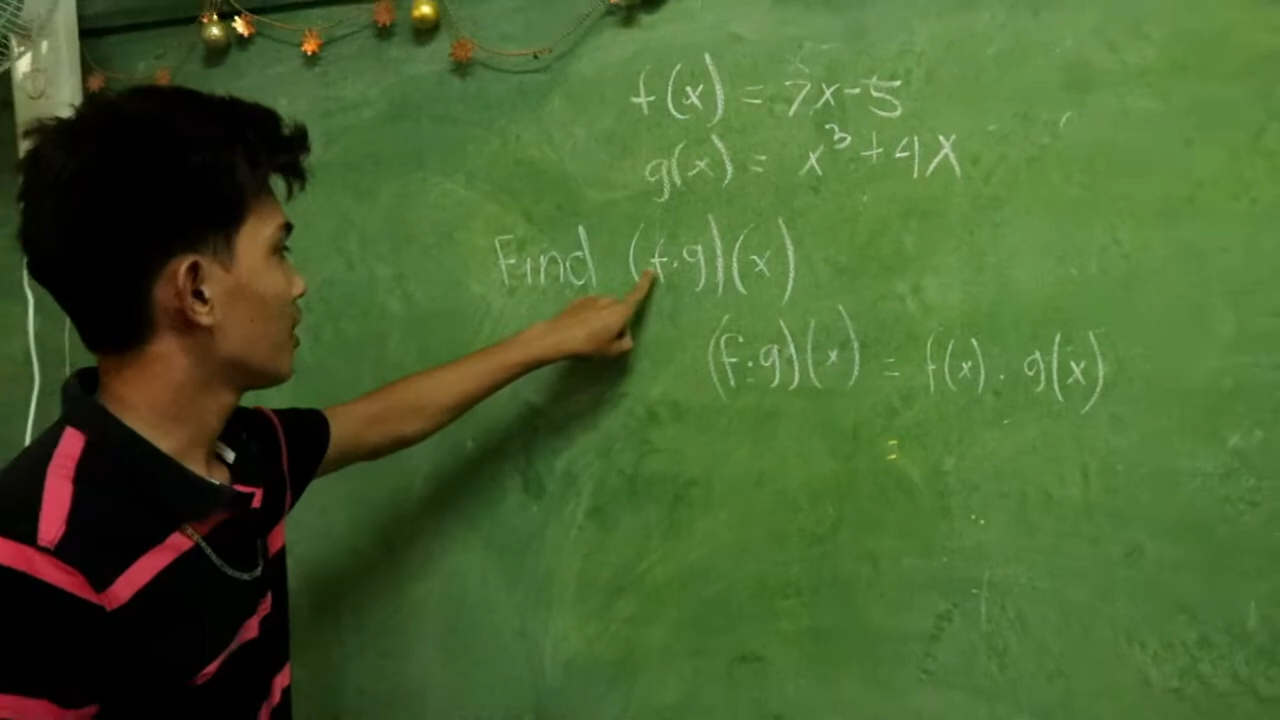 f(x) = 7x-5
g(x) = x³+4x
Find (f·g)(x)
(f·g)(x) = f(x) · g(x)